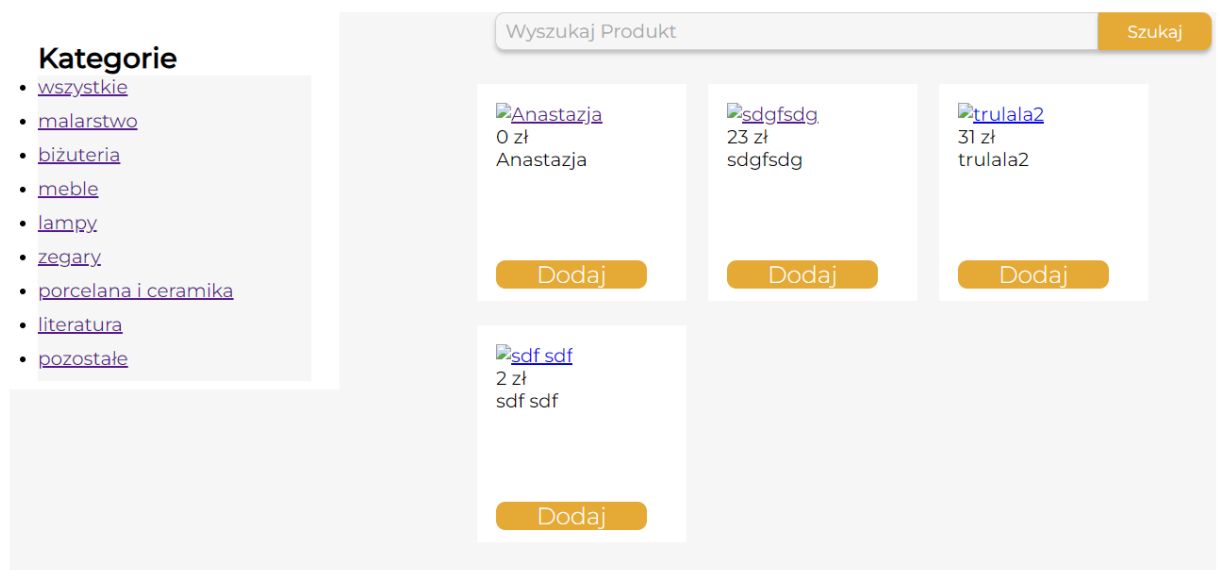 Wyszukaj Produkt
Szukaj
Kategorie
wszystkie
malarstwo
biżuteria
meble
lampy
zegary
porcelana i ceramika
literatura
pozostałe
Anastazja
0 zł
Anastazja
Dodaj
sdgfsdg
23 zł
sdgfsdg
Dodaj
trulala2
31 zł
trulala2
Dodaj
sdf sdf
2 zł
sdf sdf
Dodaj